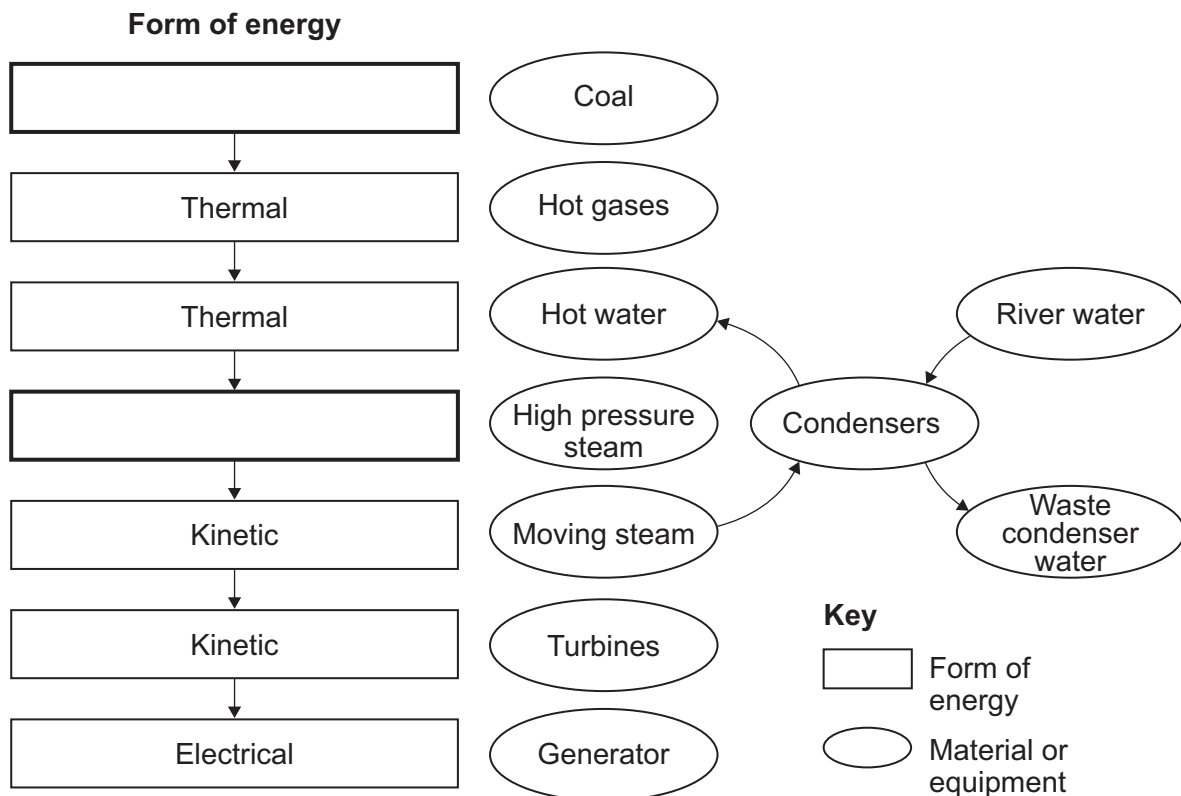 Form of energy
Coal
Thermal
Hot gases
Thermal
Hot water
River water
High pressure
steam
Condensers
Kinetic
Moving steam
Waste
condenser
water
Kinetic
Turbines
Key
Form of
energy
Electrical
Generator
Material or
equipment